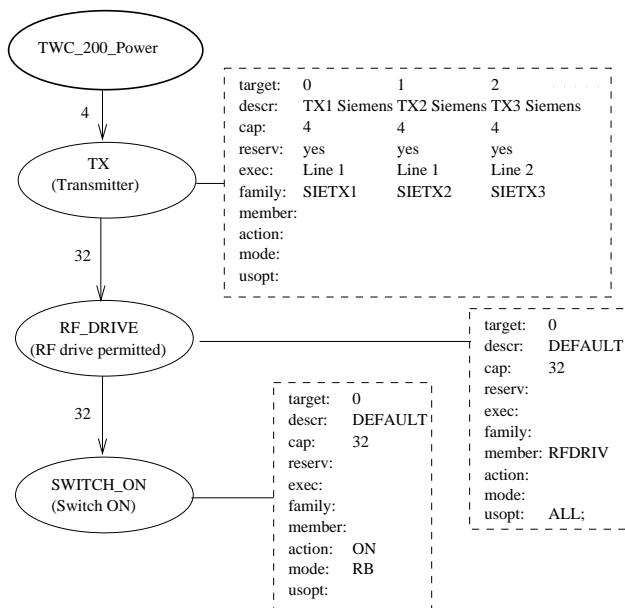 TWC_200_Power
4
TX
(Transmitter)
target: 0 1 2 . . . . . .
descr: TX1 Siemens TX2 Siemens TX3 Siemens
cap: 4 4 4
reserv: yes yes yes
exec: Line 1 Line 1 Line 2
family: SIETX1 SIETX2 SIETX3
member:
action:
mode:
usopt:
32
RF_DRIVE
(RF drive permitted)
target: 0
descr: DEFAULT
cap: 32
reserv:
exec:
family:
member: RFDRIV
action:
mode:
usopt: ALL;
32
SWITCH_ON
(Switch ON)
target: 0
descr: DEFAULT
cap: 32
reserv:
exec:
family:
member:
action: ON
mode: RB
usopt: